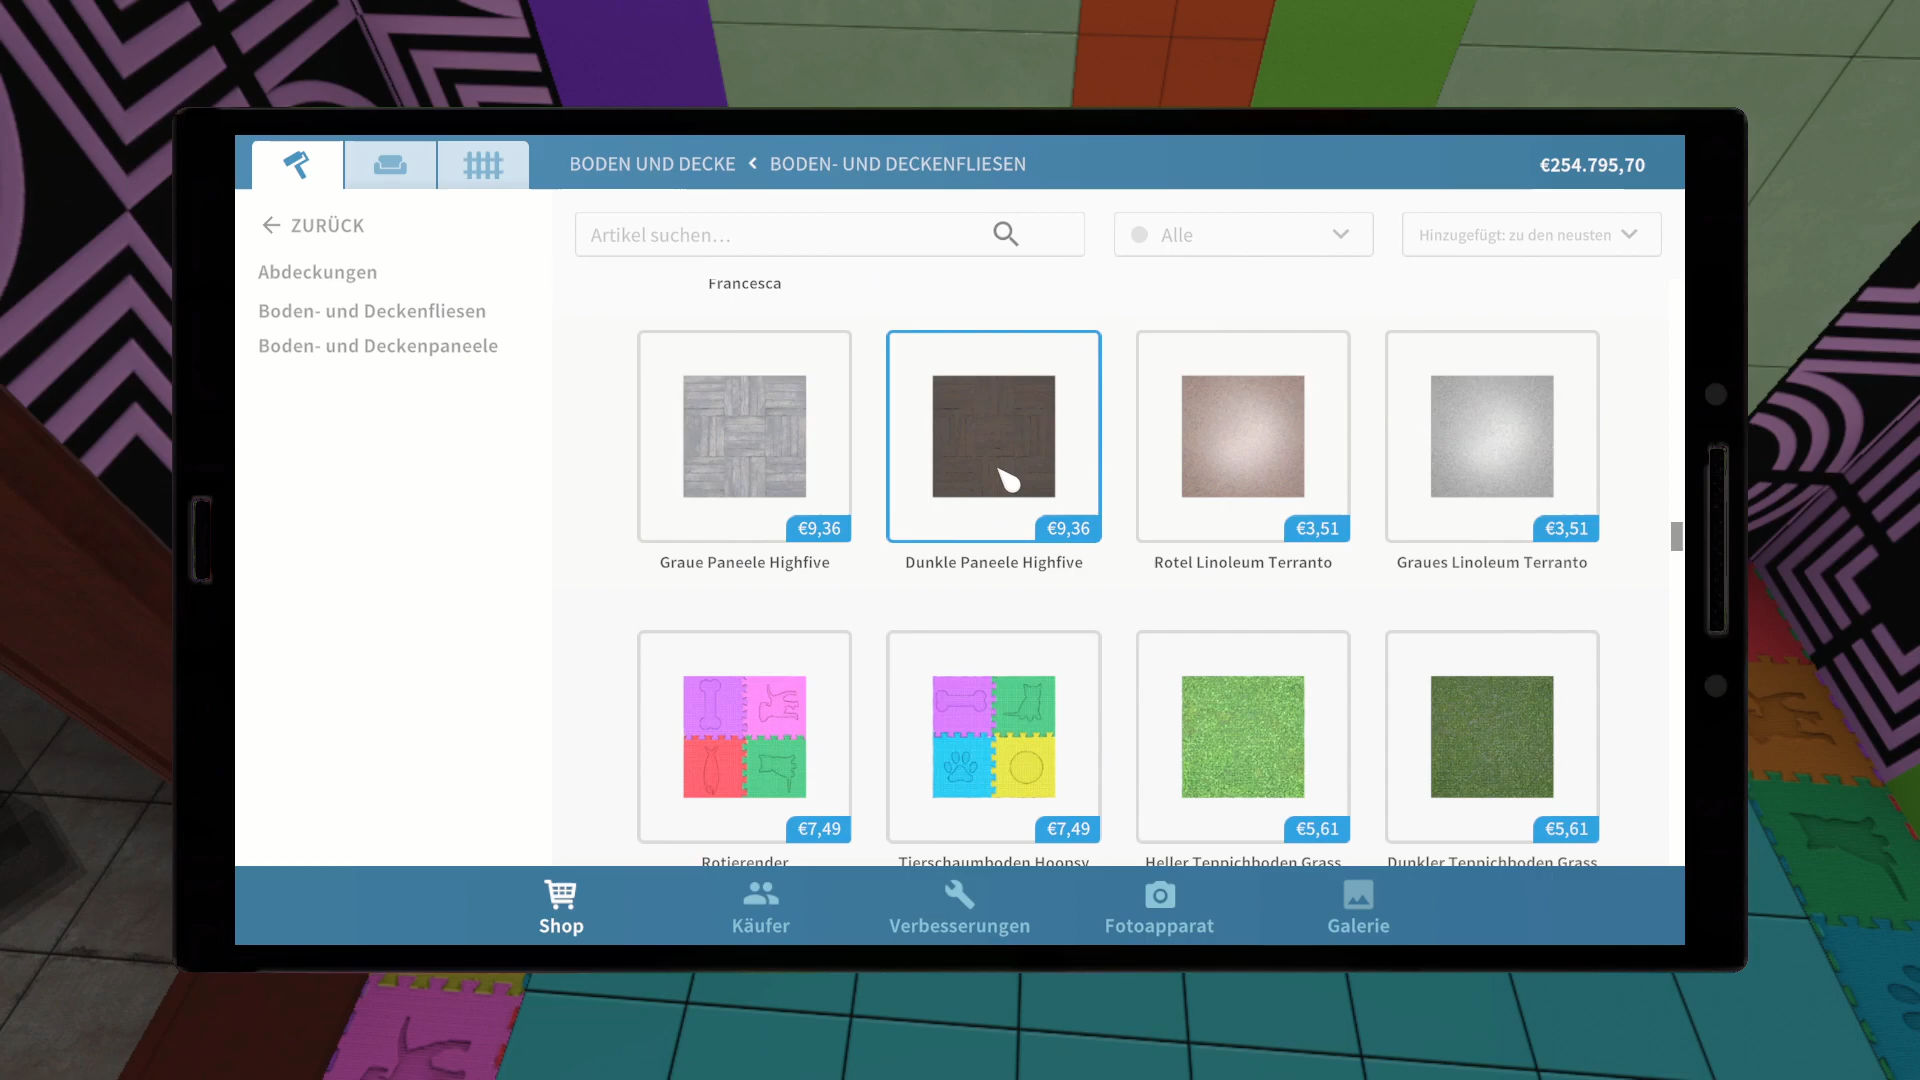 BODEN UND DECKE < BODEN- UND DECKENFLIESEN
€254.795,70
← ZURÜCK
Abdeckungen
Boden- und Deckenfliesen
Boden- und Deckenpaneele
Artikel suchen...
Alle
Hinzugefügt: zu den neusten
Francesca
€9,36
€9,36
€3,51
€3,51
Graue Paneele Highfive
Dunkle Paneele Highfive
Rotel Linoleum Terranto
Graues Linoleum Terranto
€7,49
€7,49
€5,61
€5,61
Rotierender
Tierschaumboden Hoopsy
Heller Teppichboden Grass
Dunkler Teppichboden Grass
Shop
Käufer
Verbesserungen
Fotoapparat
Galerie